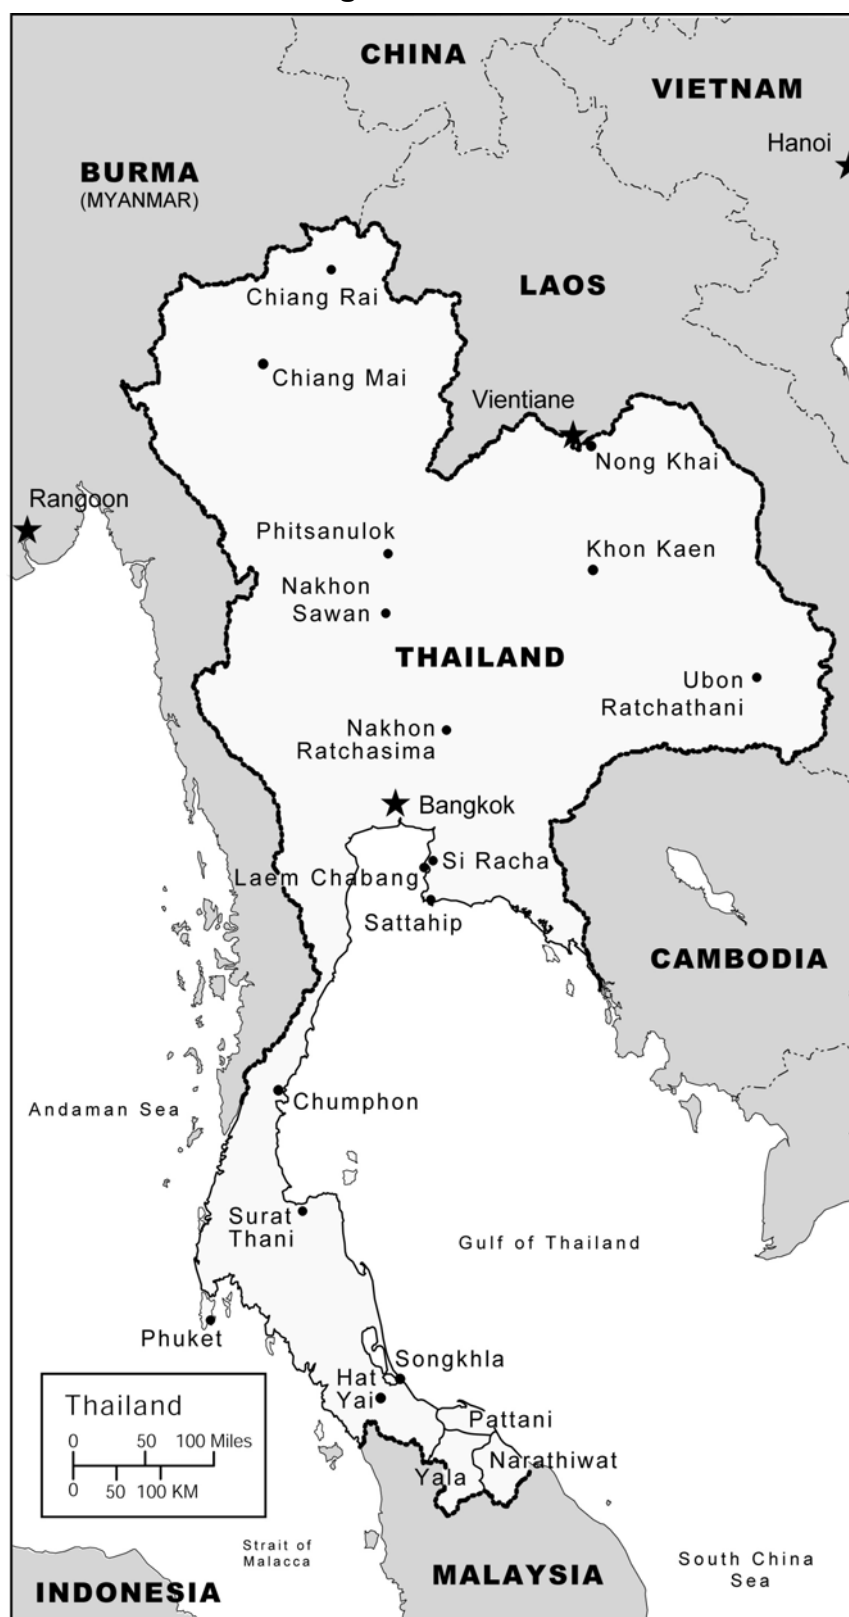 CHINA
VIETNAM
Hanoi
BURMA
(MYANMAR)
LAOS
Chiang Rai
Chiang Mai
Vientiane
Nong Khai
Rangoon
Phitsanulok
Khon Kaen
Nakhon
Sawan
THAILAND
Ubon
Ratchathani
Nakhon
Ratchasima
Bangkok
Si Racha
Laem Chabang
Sattahip
CAMBODIA
Chumphon
Andaman Sea
Surat
Thani
Gulf of Thailand
Phuket
Songkhla
Hat
Yai
Pattani
Narathiwat
Yala
Thailand
0 50 100 Miles
0 50 100 KM
Strait of
Malacca
MALAYSIA
South China
Sea
INDONESIA